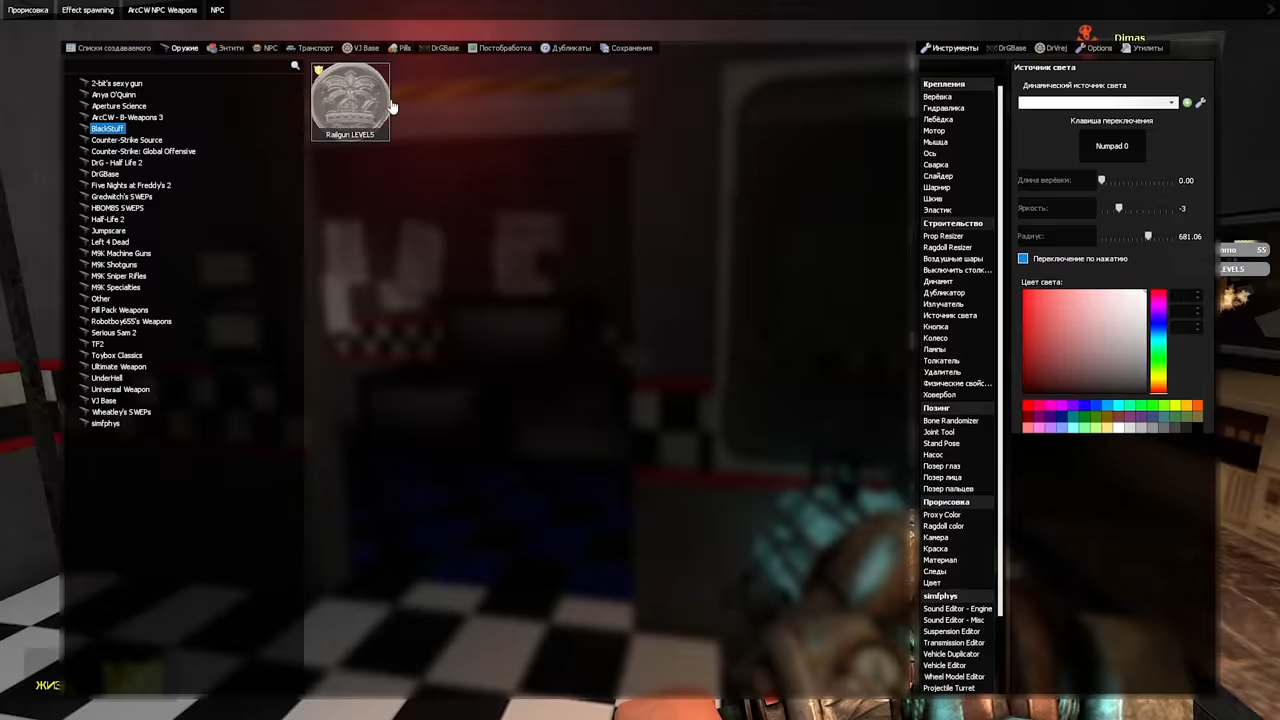 Прорисовка
Effect spawning
ArcCW NPC Weapons
NPC
Dimas
Списки создаваемого
Оружие
Энтити
NPC
Транспорт
VJ Base
Pills
DrGBase
Постобработка
Дубликаты
Сохранения
Инструменты
DrGBase
DrVrej
Options
Утилиты
2-bit's sexy gun
Anya O'Quinn
Aperture Science
ArcCW - B-Weapons 3
BlackStuff
Counter-Strike Source
Counter-Strike: Global Offensive
DrG - Half Life 2
DrGBase
Five Nights at Freddy's 2
Gredwitch's SWEPs
HBOMBS SWEPS
Half-Life 2
Jumpscare
Left 4 Dead
M9K Machine Guns
M9K Shotguns
M9K Sniper Rifles
M9K Specialties
Other
Pill Pack Weapons
Robotboy655's Weapons
Serious Sam 2
TF2
Toybox Classics
Ultimate Weapon
UnderHell
Universal Weapon
VJ Base
Wheatley's SWEPs
simfphys
Railgun LEVEL5
Крепления
Верёвка
Гидравлика
Лебёдка
Мотор
Мышца
Ось
Сварка
Слайдер
Шарнир
Шкив
Эластик
Строительство
Prop Resizer
Ragdoll Resizer
Воздушные шары
Выключить столк...
Динамит
Дубликатор
Излучатель
Источник света
Кнопка
Колесо
Лампы
Толкатель
Удалитель
Физические свойс...
Ховербол
Позинг
Bone Randomizer
Joint Tool
Stand Pose
Насос
Позер глаз
Позер лица
Позер пальцев
Прорисовка
Proxy Color
Ragdoll color
Камера
Краска
Материал
Следы
Цвет
simfphys
Sound Editor - Engine
Sound Editor - Misc
Suspension Editor
Transmission Editor
Vehicle Duplicator
Vehicle Editor
Wheel Model Editor
Projectile Turret
Источник света
Динамический источник света
Клавиша переключения
Numpad 0
Длина верёвки:
0.00
Яркость:
-3
Радиус:
681.06
Переключение по нажатию
Цвет света:
mmo 55
LEVEL5
ЖИЗ